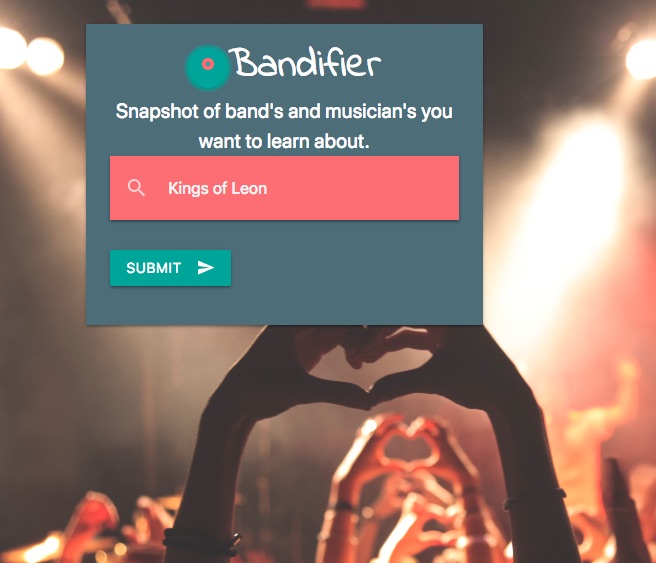 Bandifier
Snapshot of band's and musician's you
want to learn about.
Kings of Leon
SUBMIT